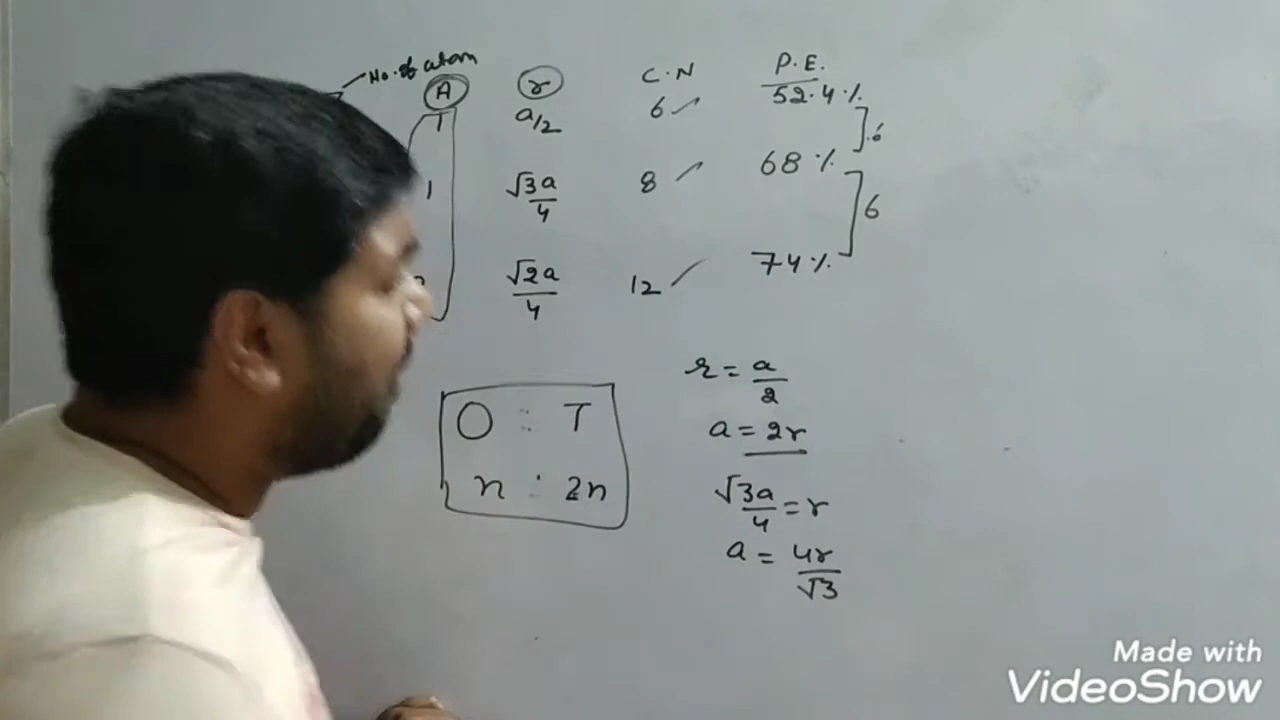 No. of atom
A r C.N P.E.
1 a/2 6 52.4%
6
1 √3a/4 8 68%
6
√2a/4 12 74%
r = a/2
O : T
a = 2r
n : 2n
√3a/4 = r
a = 4r/√3
Made with
VideoShow